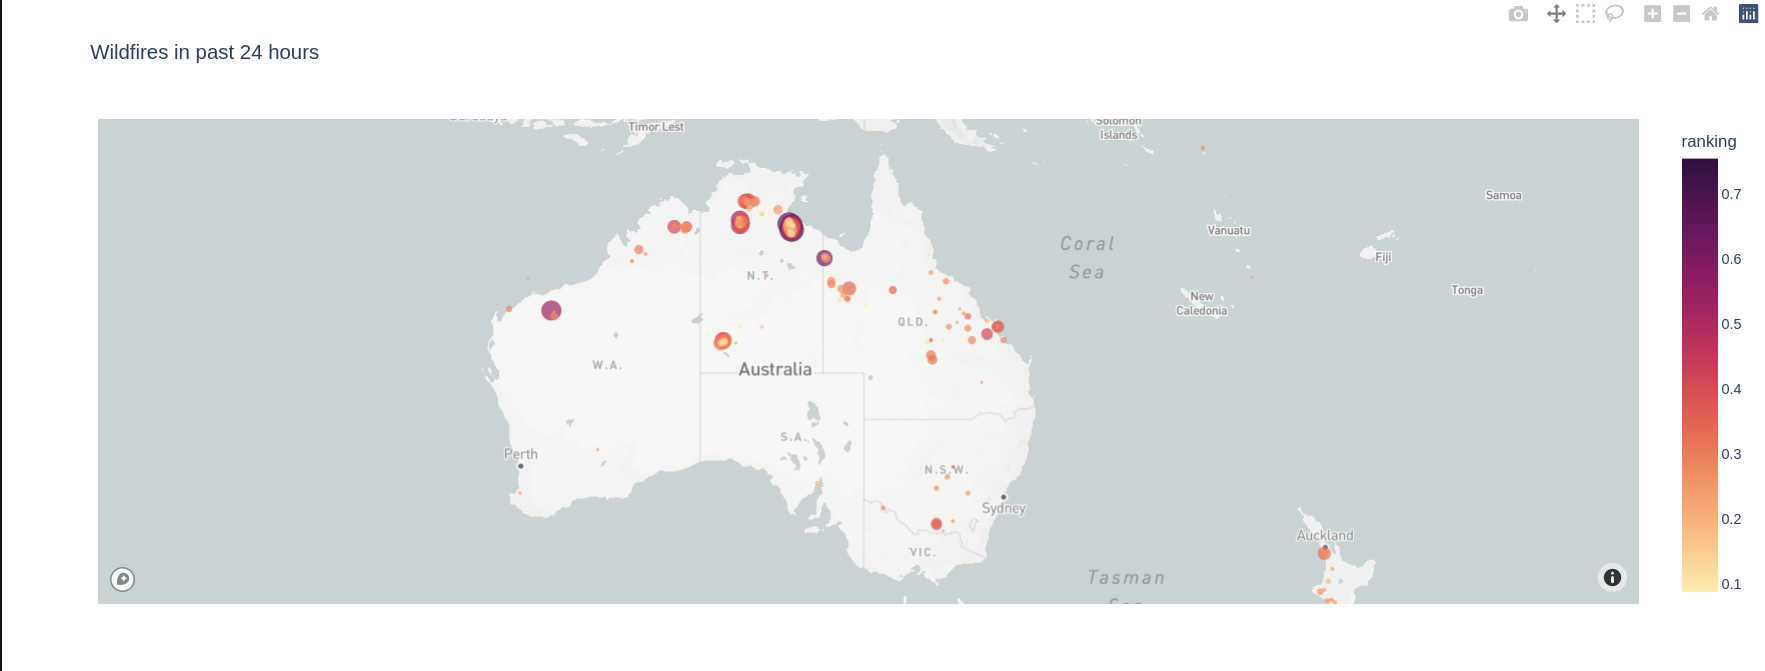 Wildfires in past 24 hours
Timor Lest
Solomon
Islands
ranking
0.7
0.6
0.5
0.4
0.3
0.2
0.1
Samoa
Vanuatu
Coral
Sea
Fiji
N.T.
Tonga
New
Caledonia
QLD.
W.A.
Australia
S.A.
Perth
N.S.W.
Sydney
Auckland
VIC.
Tasman